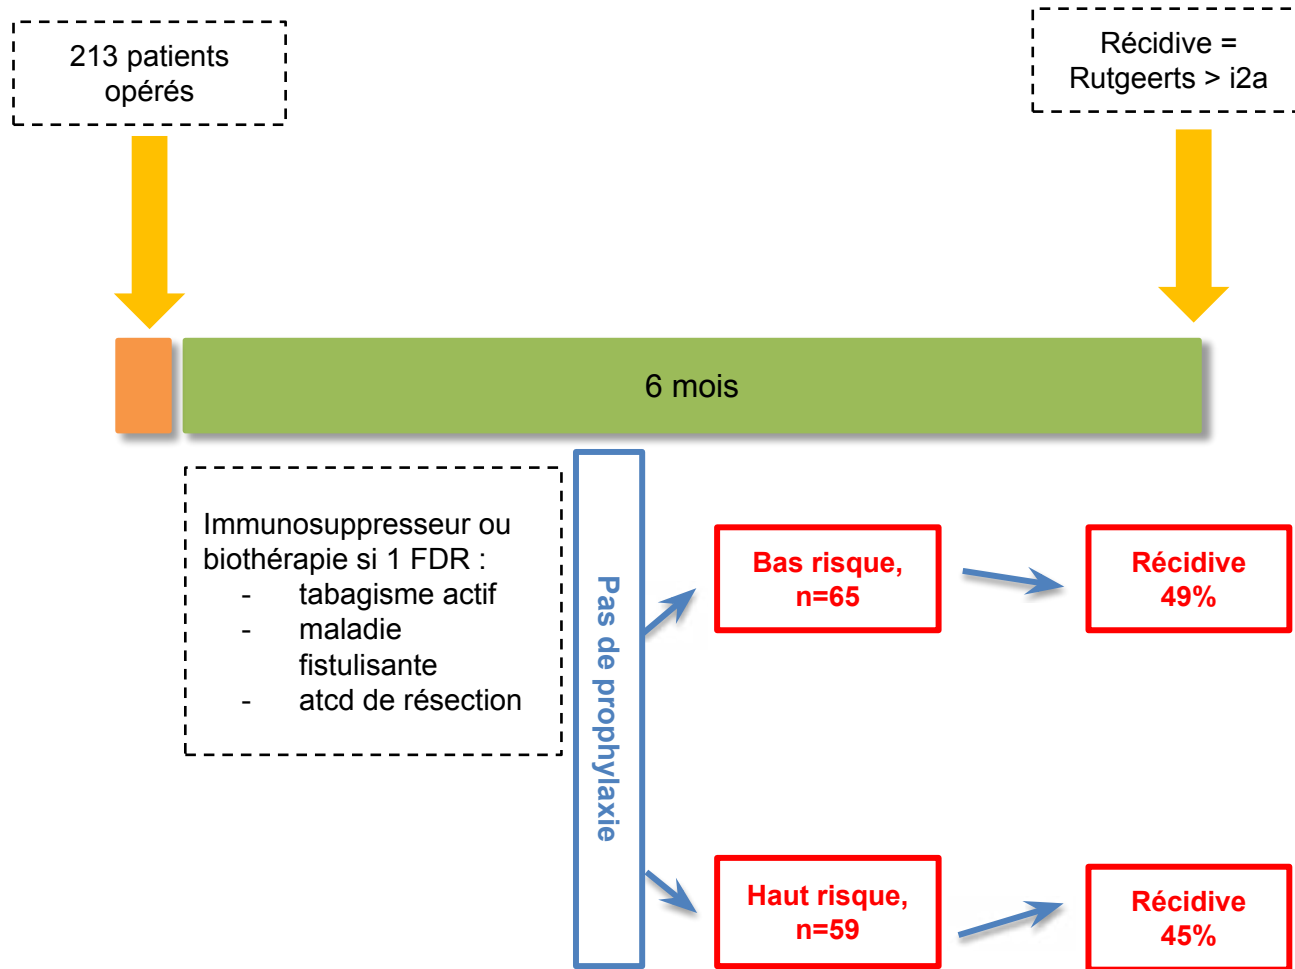 213 patients
opérés
Récidive =
Rutgeerts > i2a
6 mois
Immunosuppresseur ou
biothérapie si 1 FDR :
- tabagisme actif
- maladie
fistulisante
- atcd de résection
Pas de prophylaxie
Bas risque,
n=65
Récidive
49%
Haut risque,
n=59
Récidive
45%